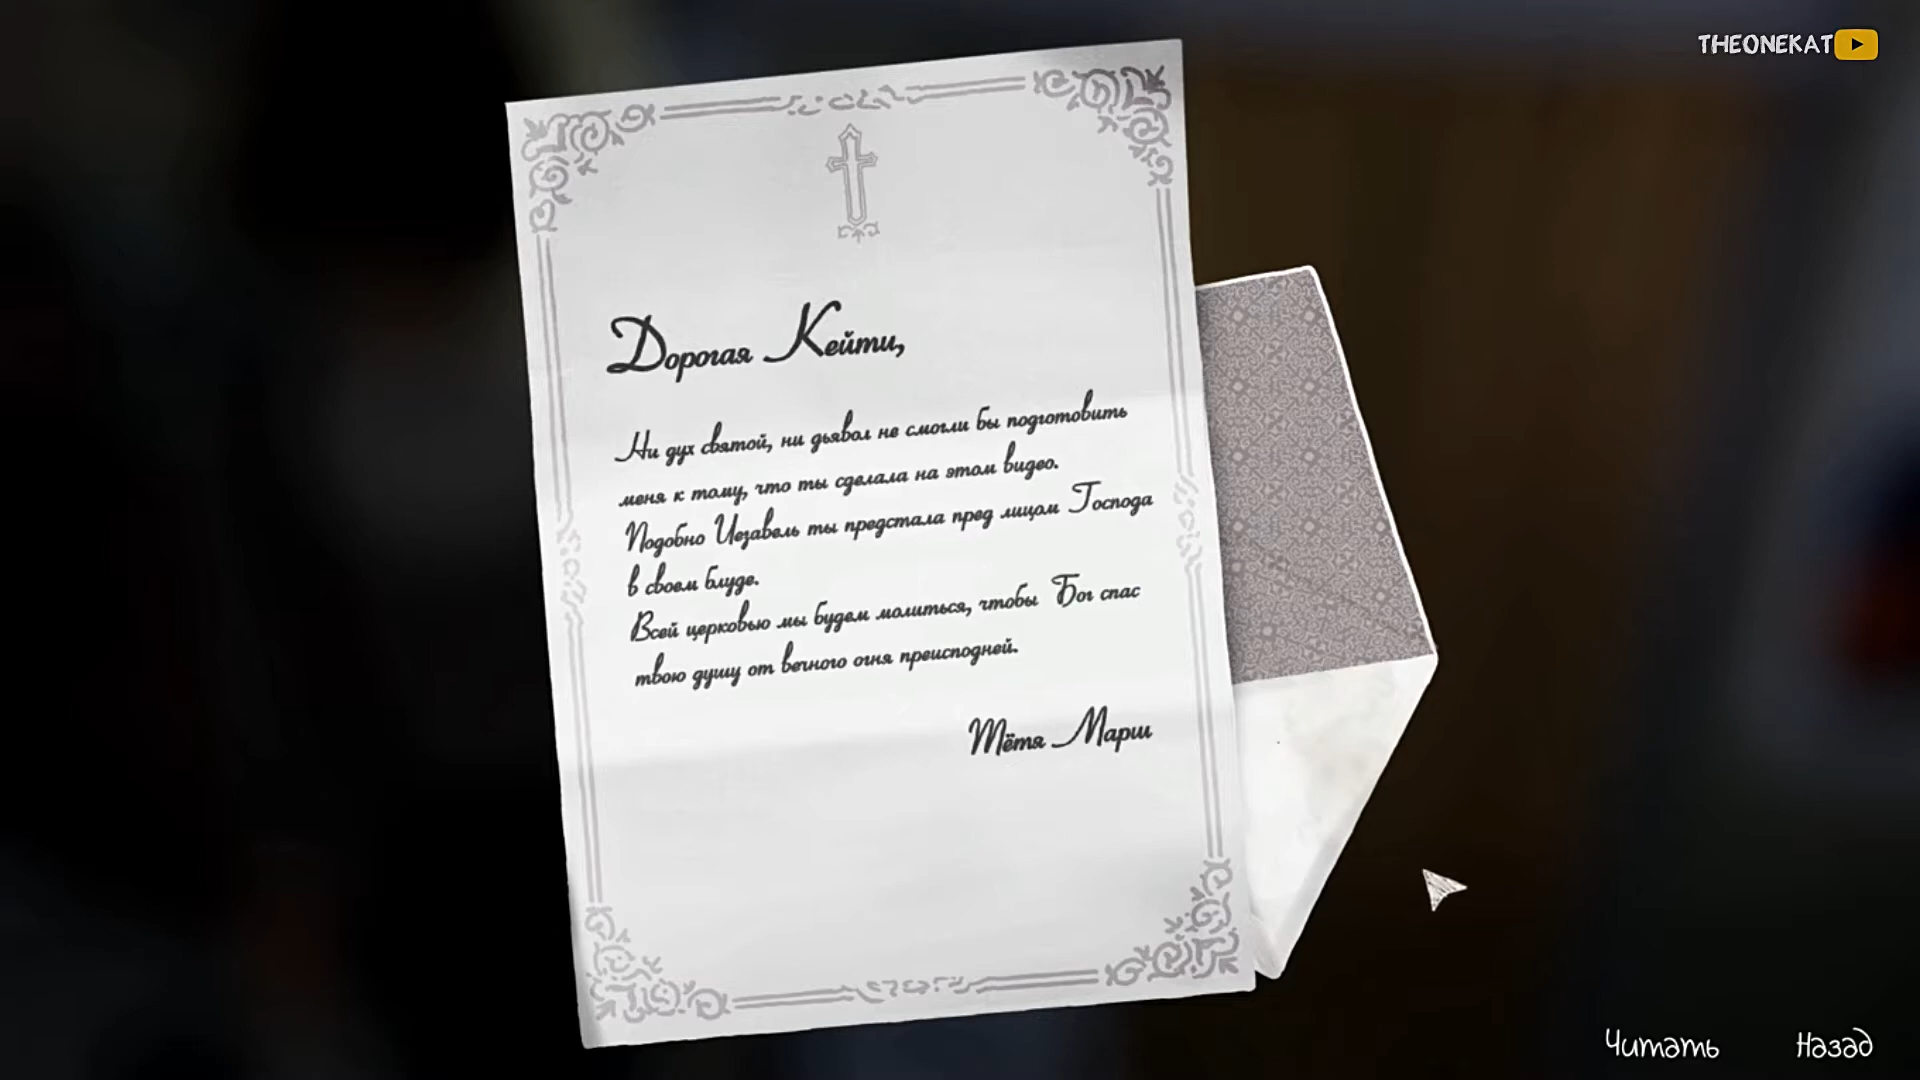 THEONEKAT
Дорогая Кейти,
Ни дух святой, ни дьявол не смогли бы подготовить
меня к тому, что ты сделала на этом видео.
Подобно Иезавель ты предстала пред лицом Господа
в своем блуде.
Всей церковью мы будем молиться, чтобы Бог спас
твою душу от вечного огня преисподней.
Тётя Марш
Читать Назад